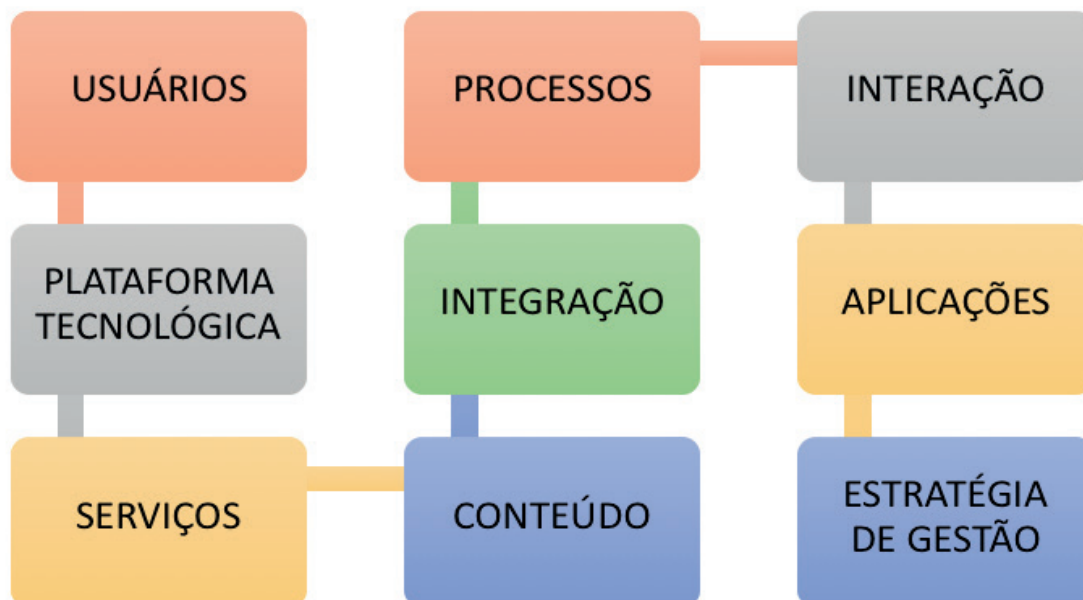 USUÁRIOS
PLATAFORMA
TECNOLÓGICA
SERVIÇOS
CONTEÚDO
INTEGRAÇÃO
PROCESSOS
INTERAÇÃO
APLICAÇÕES
ESTRATÉGIA
DE GESTÃO